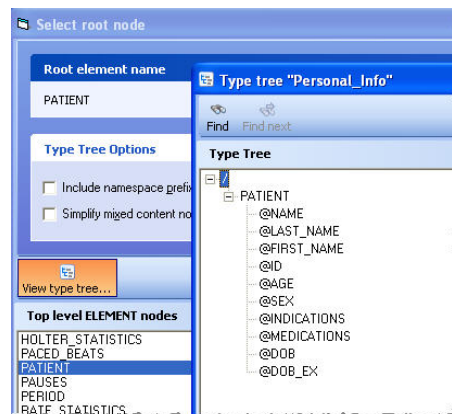 Select root node
Root element name
PATIENT
Type Tree Options
Include namespace prefi
Simplify mixed content no
View type tree...
Top level ELEMENT nodes
HOLTER_STATISTICS
PACED_BEATS
PATIENT
PAUSES
PERIOD
RATE_STATISTICS
Type tree "Personal_Info"
Find
Find next
Type Tree
/
PATIENT
@NAME
@LAST_NAME
@FIRST_NAME
@ID
@AGE
@SEX
@INDICATIONS
@MEDICATIONS
@DOB
@DOB_EX